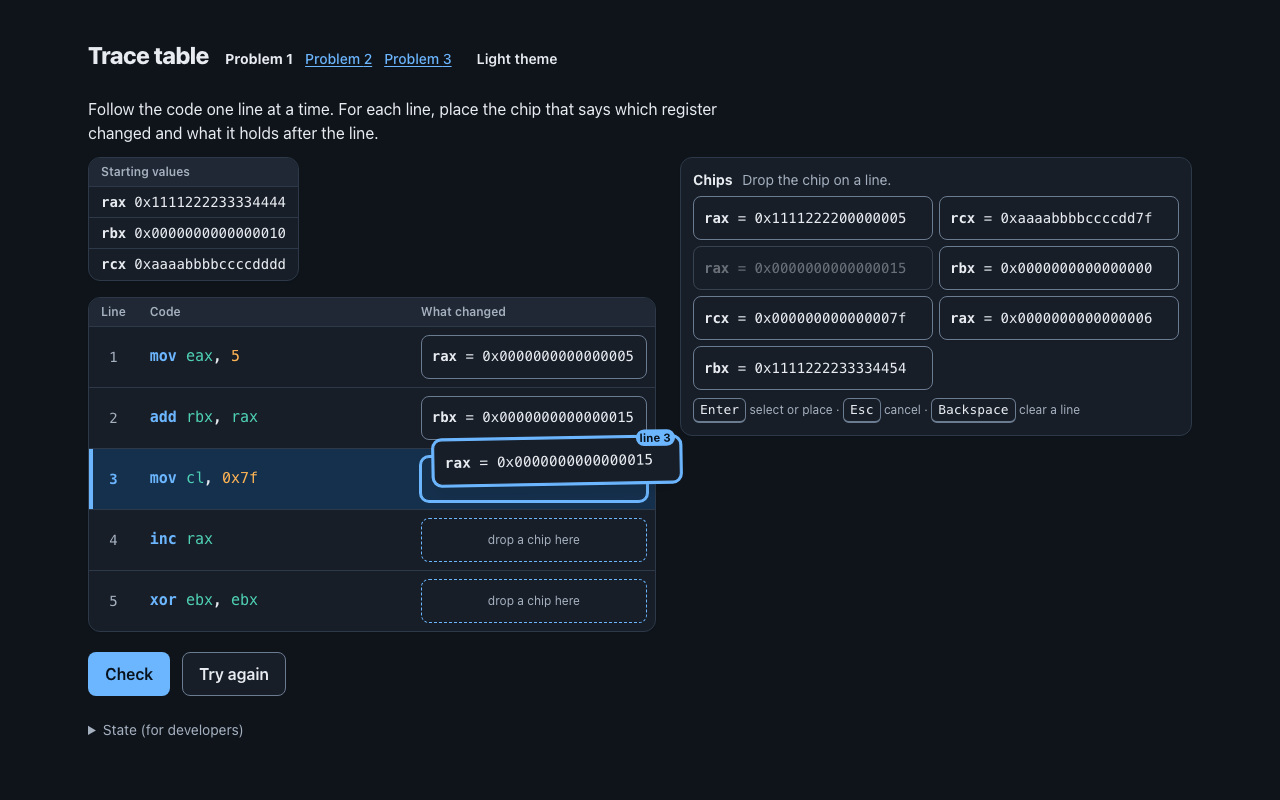 Trace table Problem 1 Problem 2 Problem 3 Light theme
Follow the code one line at a time. For each line, place the chip that says which register
changed and what it holds after the line.
Starting values
rax 0x1111222233334444
rbx 0x0000000000000010
rcx 0xaaaabbbbccccdddd
Line Code What changed
1 mov eax, 5 rax = 0x0000000000000005
2 add rbx, rax rbx = 0x0000000000000015
line 3
rax = 0x0000000000000015
3 mov cl, 0x7f
4 inc rax drop a chip here
5 xor ebx, ebx drop a chip here
Chips Drop the chip on a line.
rax = 0x1111222200000005 rcx = 0xaaaabbbbccccdd7f
rax = 0x0000000000000015 rbx = 0x0000000000000000
rcx = 0x000000000000007f rax = 0x0000000000000006
rbx = 0x1111222233334454
Enter select or place · Esc cancel · Backspace clear a line
Check Try again
State (for developers)